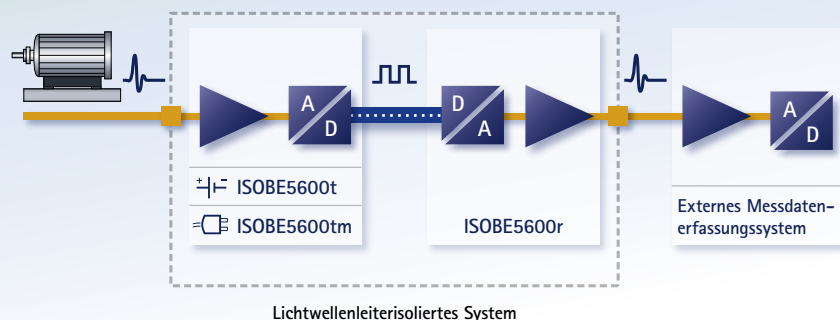 A
D
D
A
A
D
ISOBE5600t
ISOBE5600tm
ISOBE5600r
Externes Messdaten-
erfassungssystem
Lichtwellenleiterisoliertes System